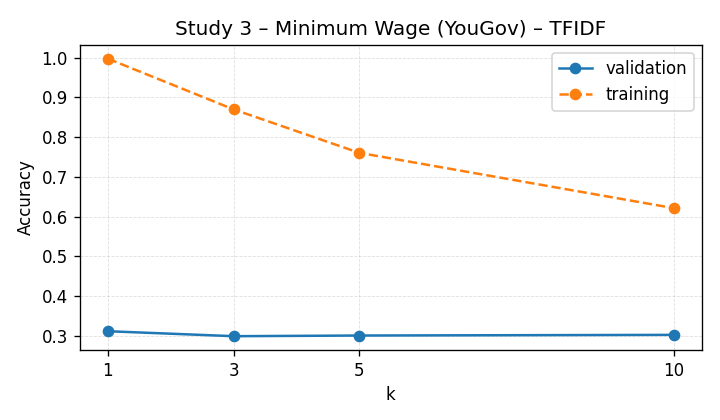 Study 3 – Minimum Wage (YouGov) – TFIDF
validation
training
Accuracy
1.0
0.9
0.8
0.7
0.6
0.5
0.4
0.3
1 3 5 10
k